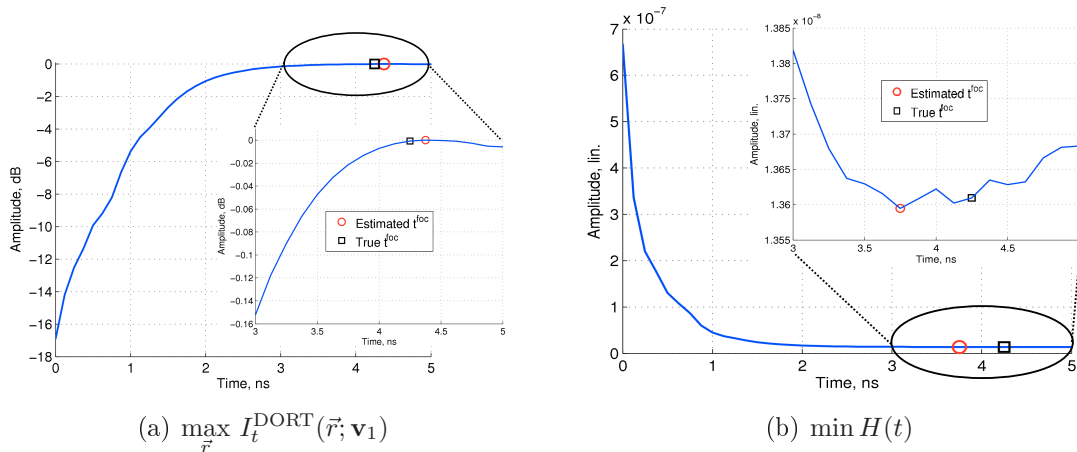 0
−2
−4
−6
−8
−10
−12
−14
−16
−18
Amplitude, dB
0 1 2 3 4 5
Time, ns
0
−0.02
−0.04
−0.06
−0.08
−0.1
−0.12
−0.14
−0.16
Amplitude, dB
Estimated t^foc
True t^foc
3 3.5 4 4.5 5
Time, ns
(a) max_r⃗ I_t^DORT(r⃗; v₁)
x 10⁻⁷
7
6
5
4
3
2
1
0
Amplitude, lin.
0 1 2 3 4 5
Time, ns
x 10⁻⁸
1.385
1.38
1.37
1.365
1.36
1.355
Amplitude, lin.
Estimated t^foc
True t^foc
3 3.5 4 4.5
Time, ns
(b) min H(t)